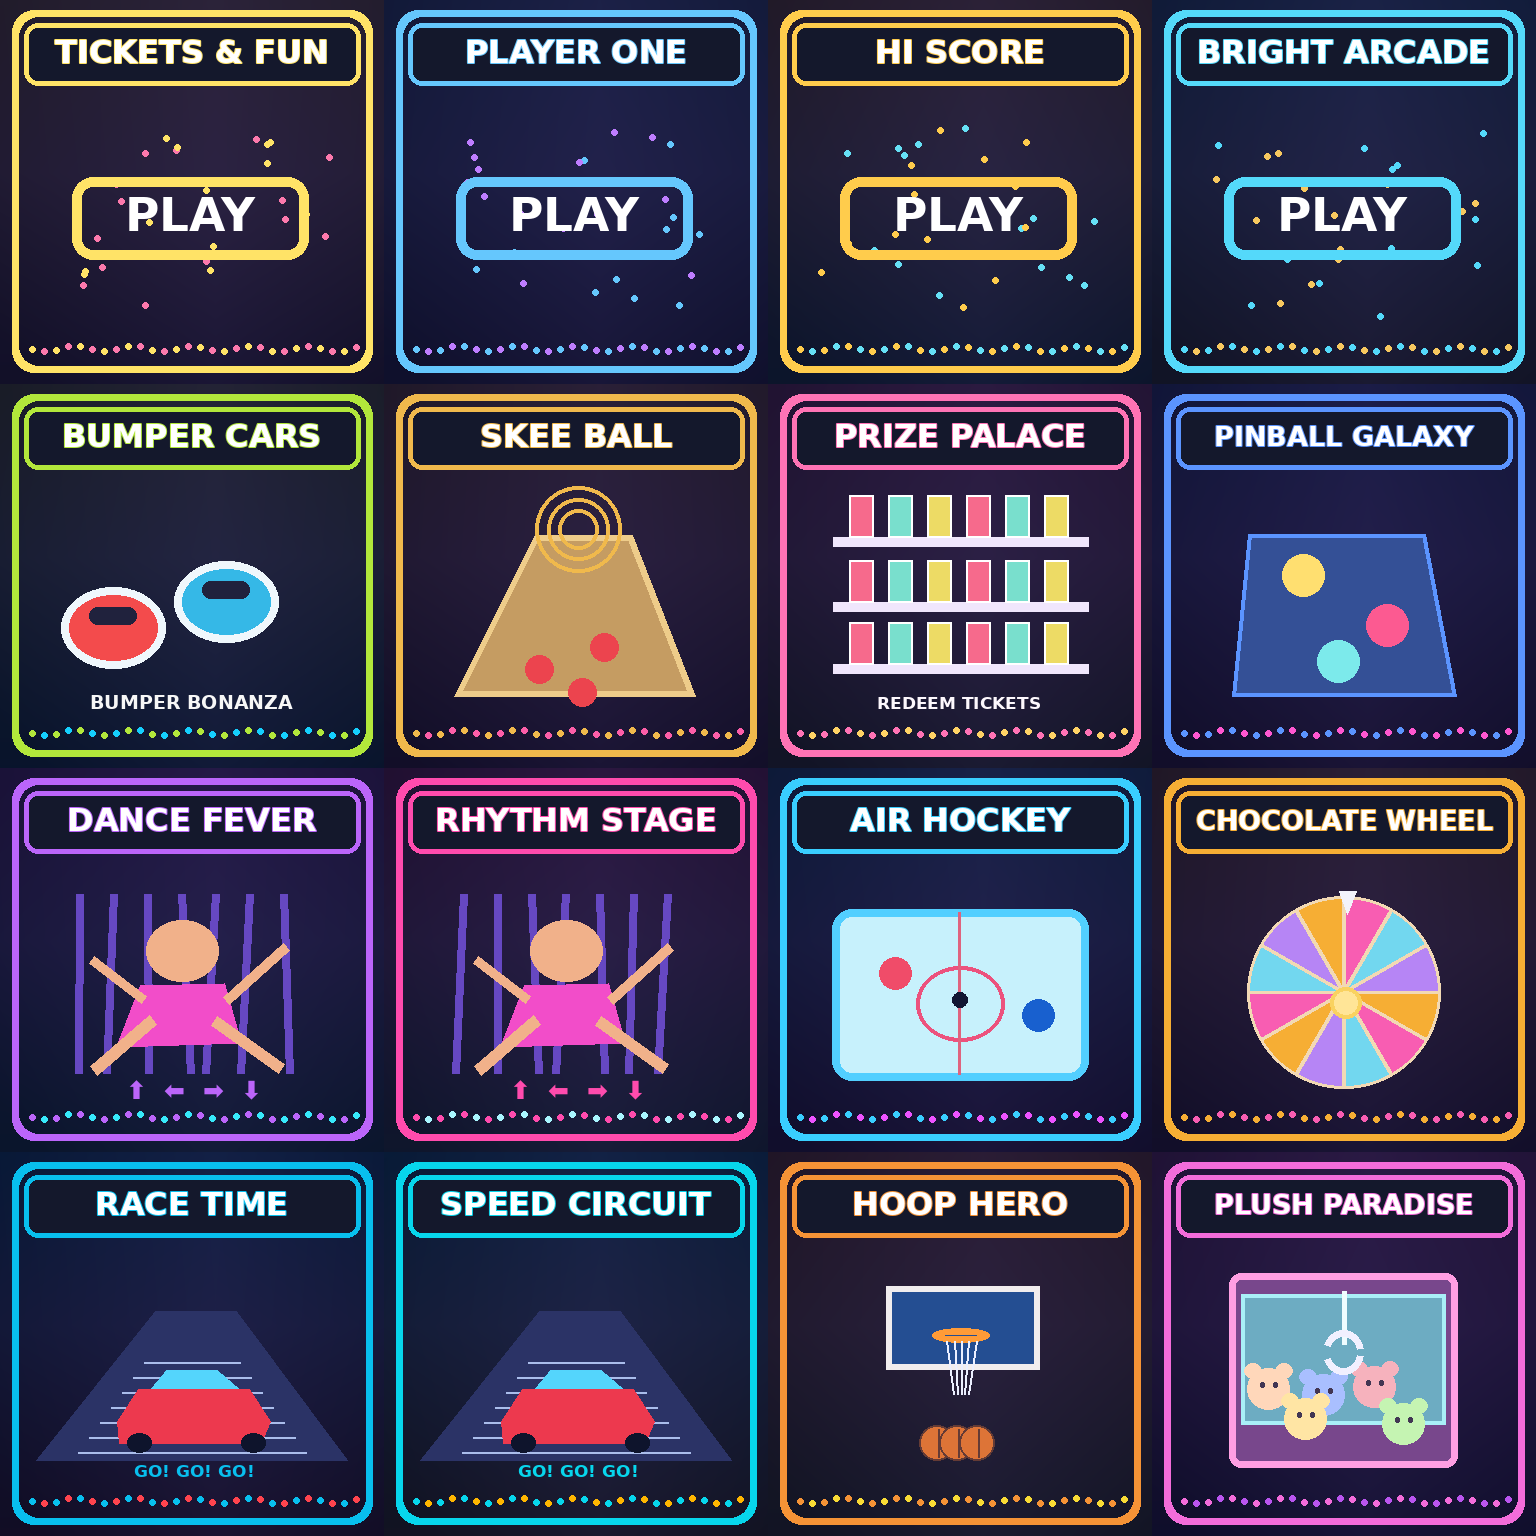 TICKETS & FUN
PLAYER ONE
HI SCORE
BRIGHT ARCADE
PLAY
PLAY
PLAY
PLAY
BUMPER CARS
SKEE BALL
PRIZE PALACE
PINBALL GALAXY
BUMPER BONANZA
REDEEM TICKETS
DANCE FEVER
RHYTHM STAGE
AIR HOCKEY
CHOCOLATE WHEEL
RACE TIME
SPEED CIRCUIT
HOOP HERO
PLUSH PARADISE
GO! GO! GO!
GO! GO! GO!